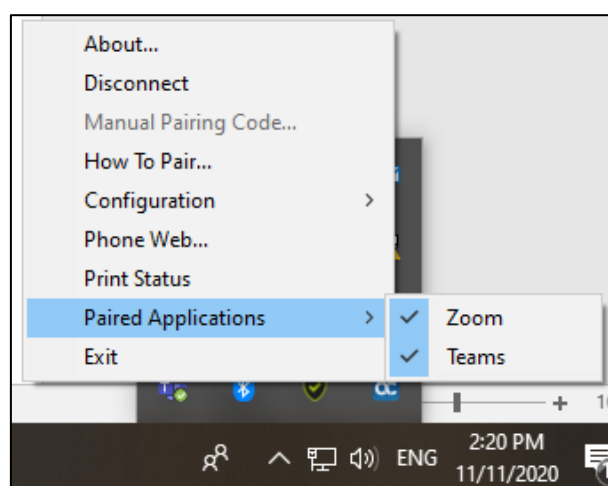 About...
Disconnect
Manual Pairing Code...
How To Pair...
Configuration
Phone Web...
Print Status
Paired Applications
Zoom
Exit
Teams
ENG
2:20 PM
11/11/2020